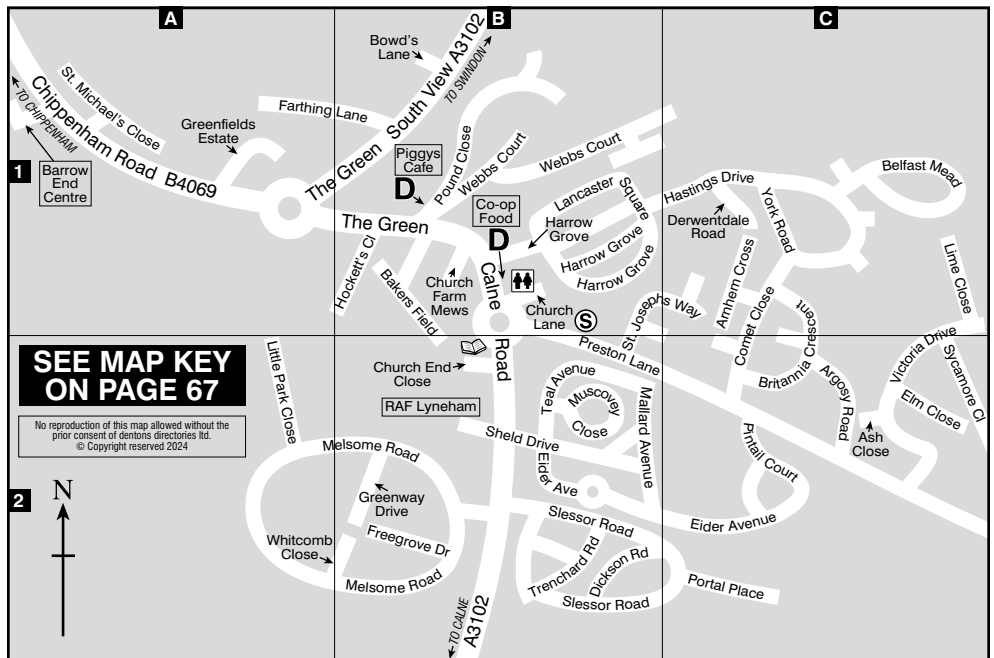 A
B
C
1
2
Bowd's
Lane
South View A3102
TO SWINDON
St. Michael's Close
TO CHIPPENHAM
Chippenham Road B4069
Greenfields
Estate
Farthing Lane
Barrow
End
Centre
The Green
Piggys
Cafe
D
Pound Close
Webbs Court
Webbs Court
Co-op
Food
D
The Green
Lancaster
Square
Harrow
Grove
Harrow Grove
Harrow Grove
Hastings Drive
Derwentdale
Road
York Road
Belfast Mead
Hockett's Cl
Bakers Field
Church
Farm
Mews
Calne
Church
Lane
S
St. Josephs Way
Arnhem Cross
Comet Close
Lime Close
Britannia Crescent
Victoria Drive
Sycamore Cl
SEE MAP KEY
ON PAGE 67
No reproduction of this map allowed without the
prior consent of dentons directories ltd.
© Copyright reserved 2024
Little Park Close
Church End
Close
Road
RAF Lyneham
Preston Lane
Teal Avenue
Muscovey
Close
Mallard Avenue
Argosy Road
Elm Close
Ash
Close
Sheld Drive
Eider Ave
Pintail Court
Eider Avenue
N
Melsome Road
Greenway
Drive
Freegrove Dr
Whitcomb
Close
Melsome Road
Slessor Road
Trenchard Rd
Dickson Rd
Slessor Road
Portal Place
TO CALNE
A3102